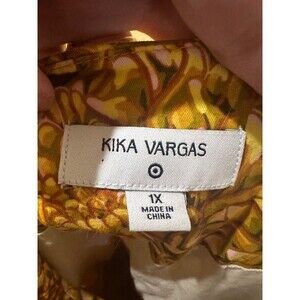 KIKA VARGAS
1X
MADE IN
CHINA